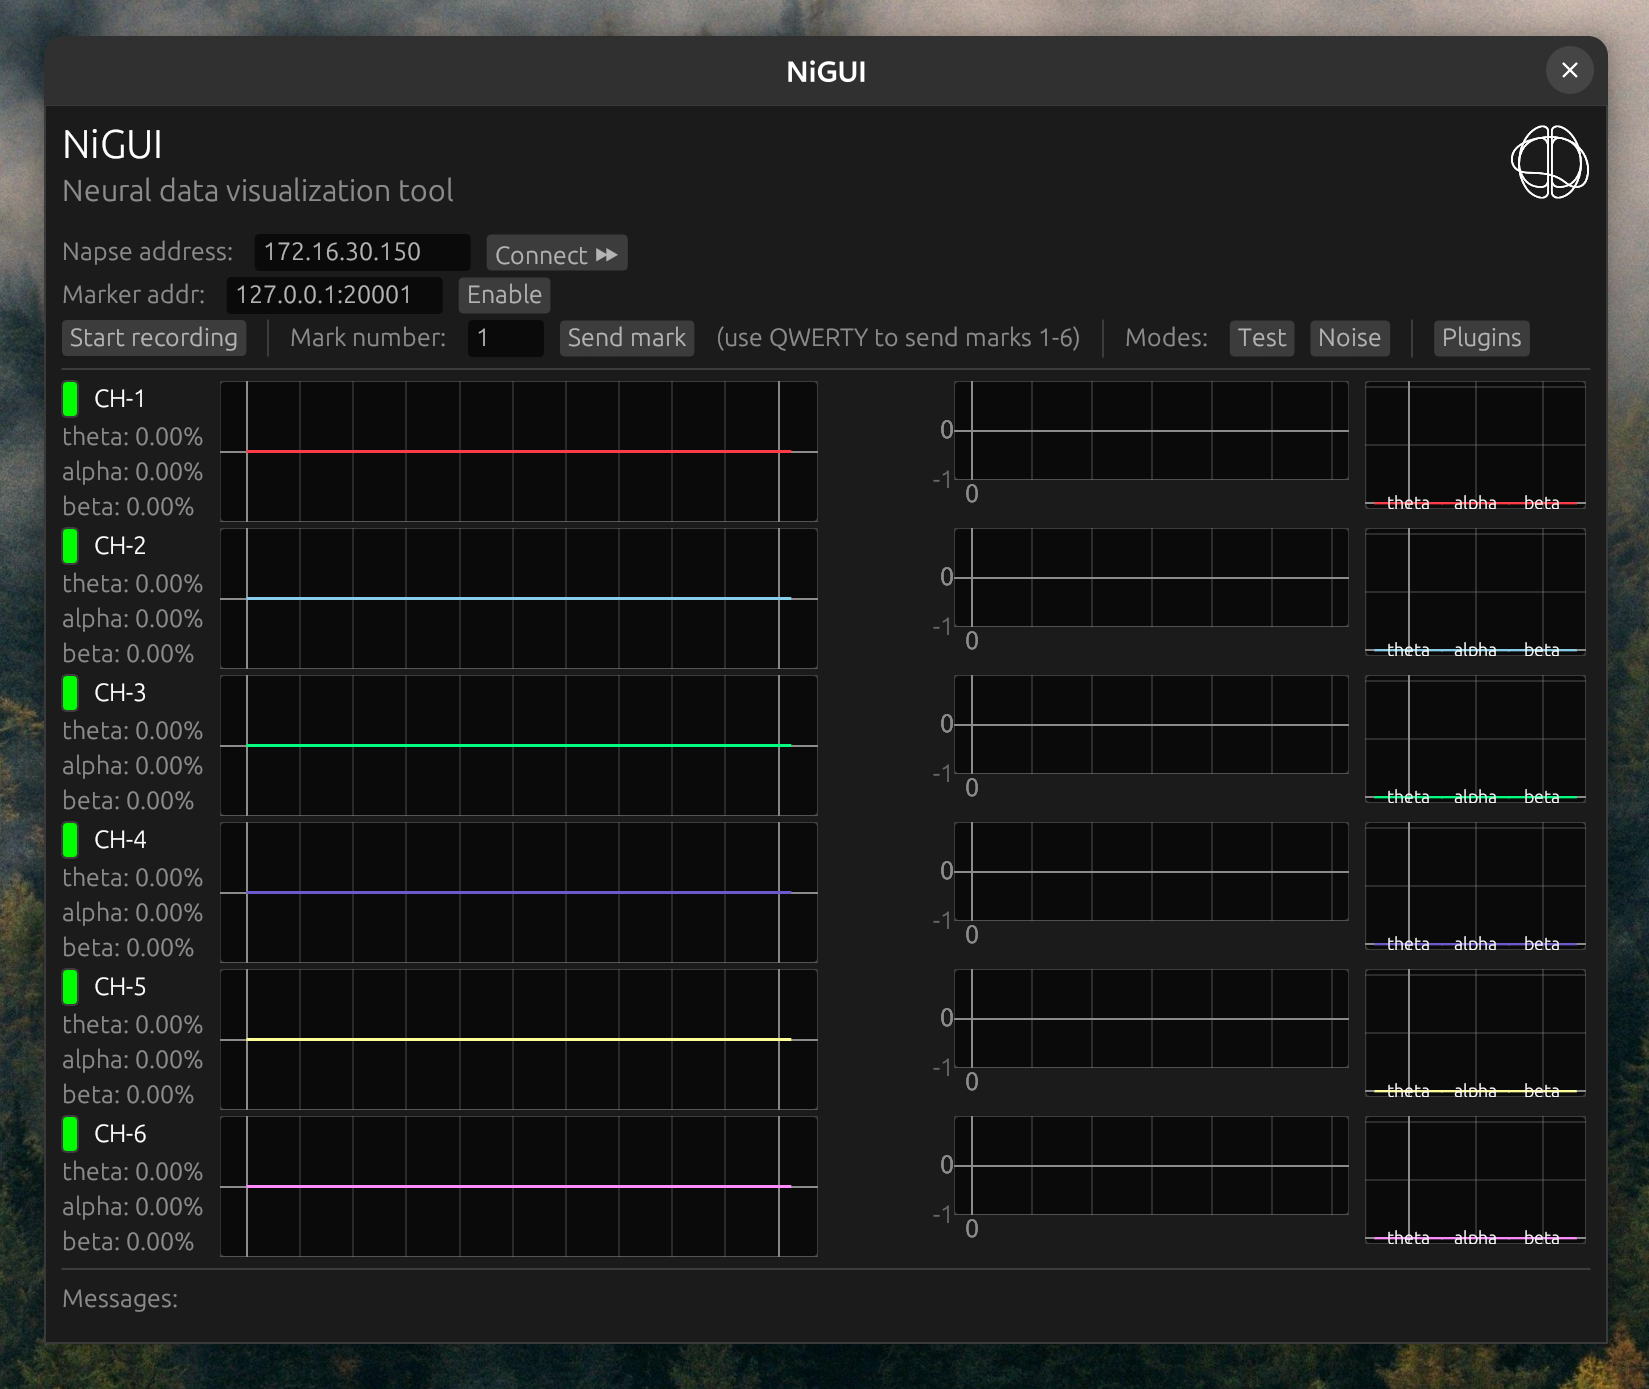 NiGUI
NiGUI
Neural data visualization tool
Napse address: 172.16.30.150 Connect ⏩
Marker addr: 127.0.0.1:20001 Enable
Start recording Mark number: 1 Send mark (use QWERTY to send marks 1-6) Modes: Test Noise Plugins
CH-1
theta: 0.00%
alpha: 0.00%
beta: 0.00%
0
-1
0
theta alpha beta
CH-2
theta: 0.00%
alpha: 0.00%
beta: 0.00%
0
-1
0
theta alpha beta
CH-3
theta: 0.00%
alpha: 0.00%
beta: 0.00%
0
-1
0
theta alpha beta
CH-4
theta: 0.00%
alpha: 0.00%
beta: 0.00%
0
-1
0
theta alpha beta
CH-5
theta: 0.00%
alpha: 0.00%
beta: 0.00%
0
-1
0
theta alpha beta
CH-6
theta: 0.00%
alpha: 0.00%
beta: 0.00%
0
-1
0
theta alpha beta
Messages: